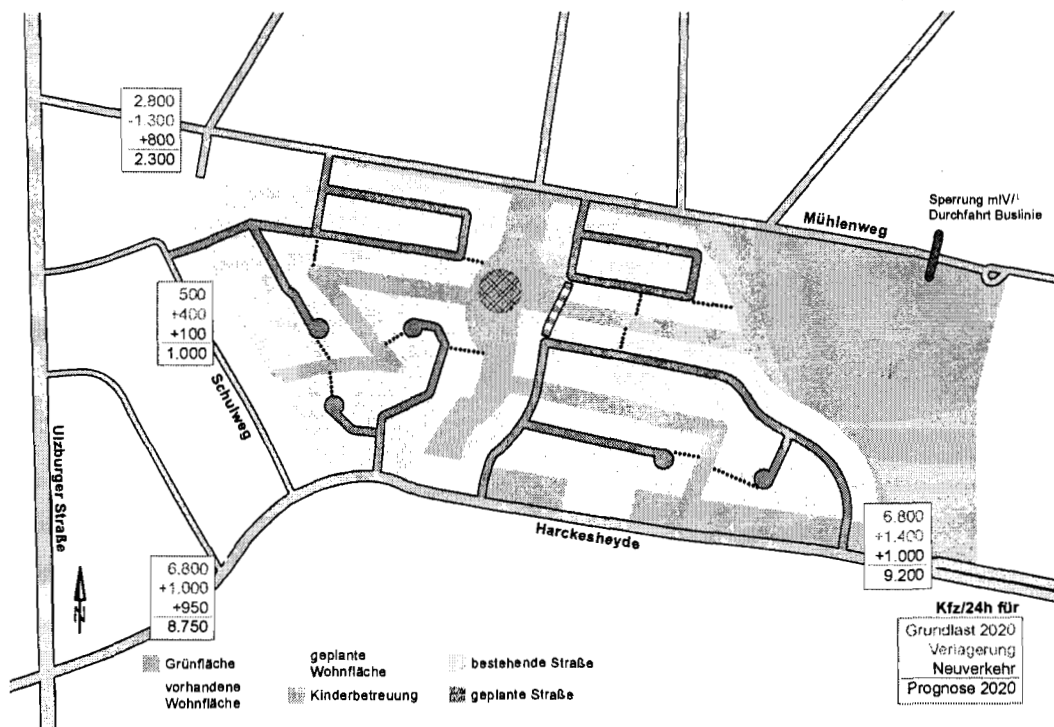 2.800
-1.300
+800
2.300
Sperrung mIV/
Durchfahrt Buslinie
Mühlenweg
500
+400
+100
1.000
Schulweg
Ulzburger Straße
Harckesheyde
6.800
+1.400
+1.000
9.200
6.800
+1.000
+950
8.750
N
Kfz/24h für
Grundlast 2020
Verlagerung
Neuverkehr
Prognose 2020
Grünfläche
vorhandene
Wohnfläche
geplante
Wohnfläche
Kinderbetreuung
bestehende Straße
geplante Straße